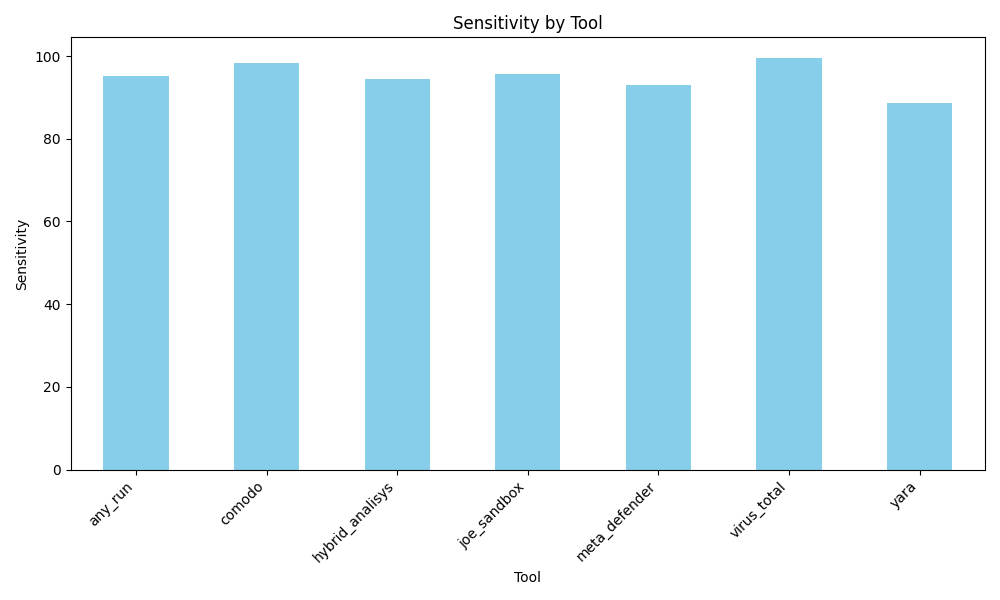 Sensitivity by Tool
Sensitivity
100
80
60
40
20
0
any_run
comodo
hybrid_analisys
joe_sandbox
meta_defender
virus_total
yara
Tool